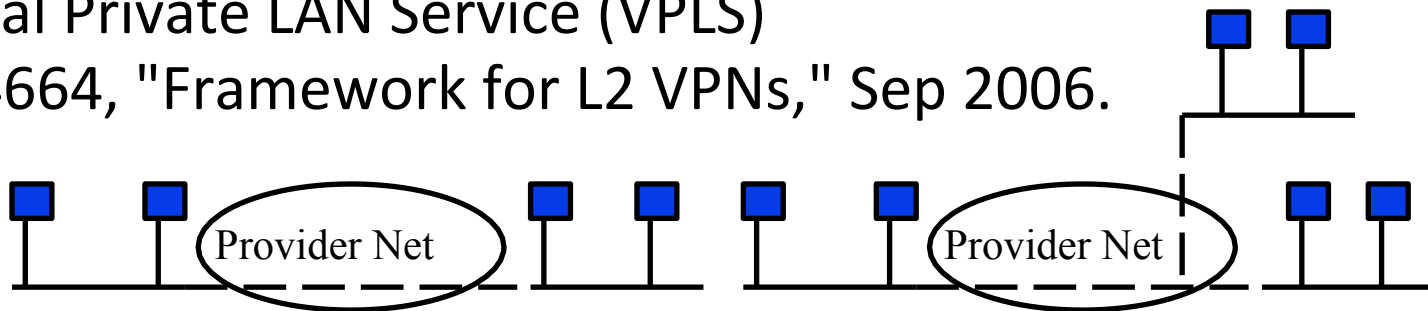 al Private LAN Service (VPLS)
664, "Framework for L2 VPNs," Sep 2006.
Provider Net
Provider Net